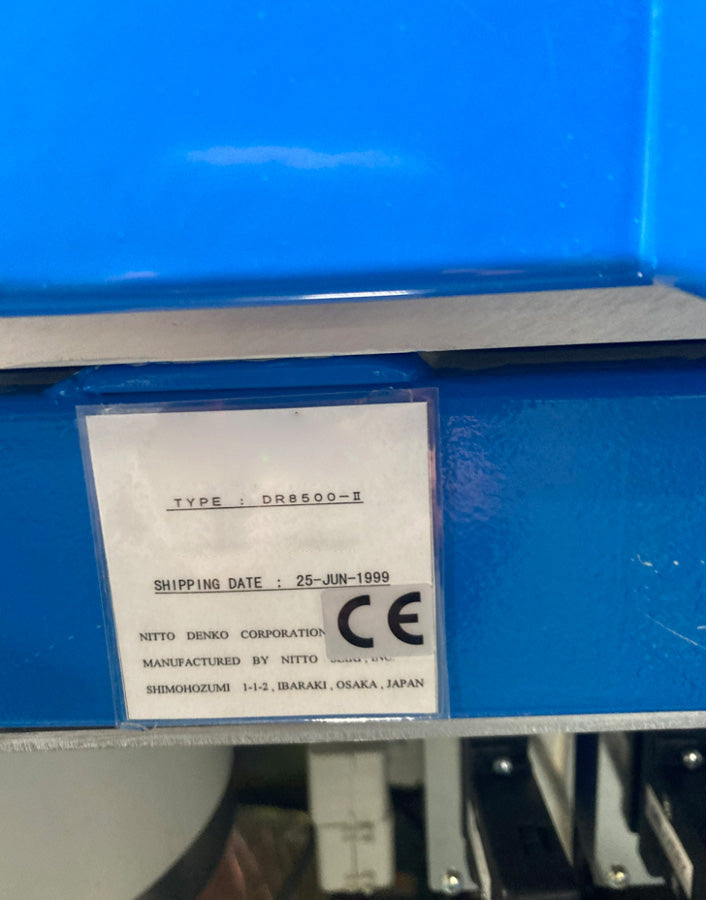 TYPE : DR8500-Ⅱ
SHIPPING DATE : 25-JUN-1999
CE
NITTO DENKO CORPORATION
MANUFACTURED BY NITTO INC.
SHIMOHOZUMI 1-1-2, IBARAKI, OSAKA, JAPAN